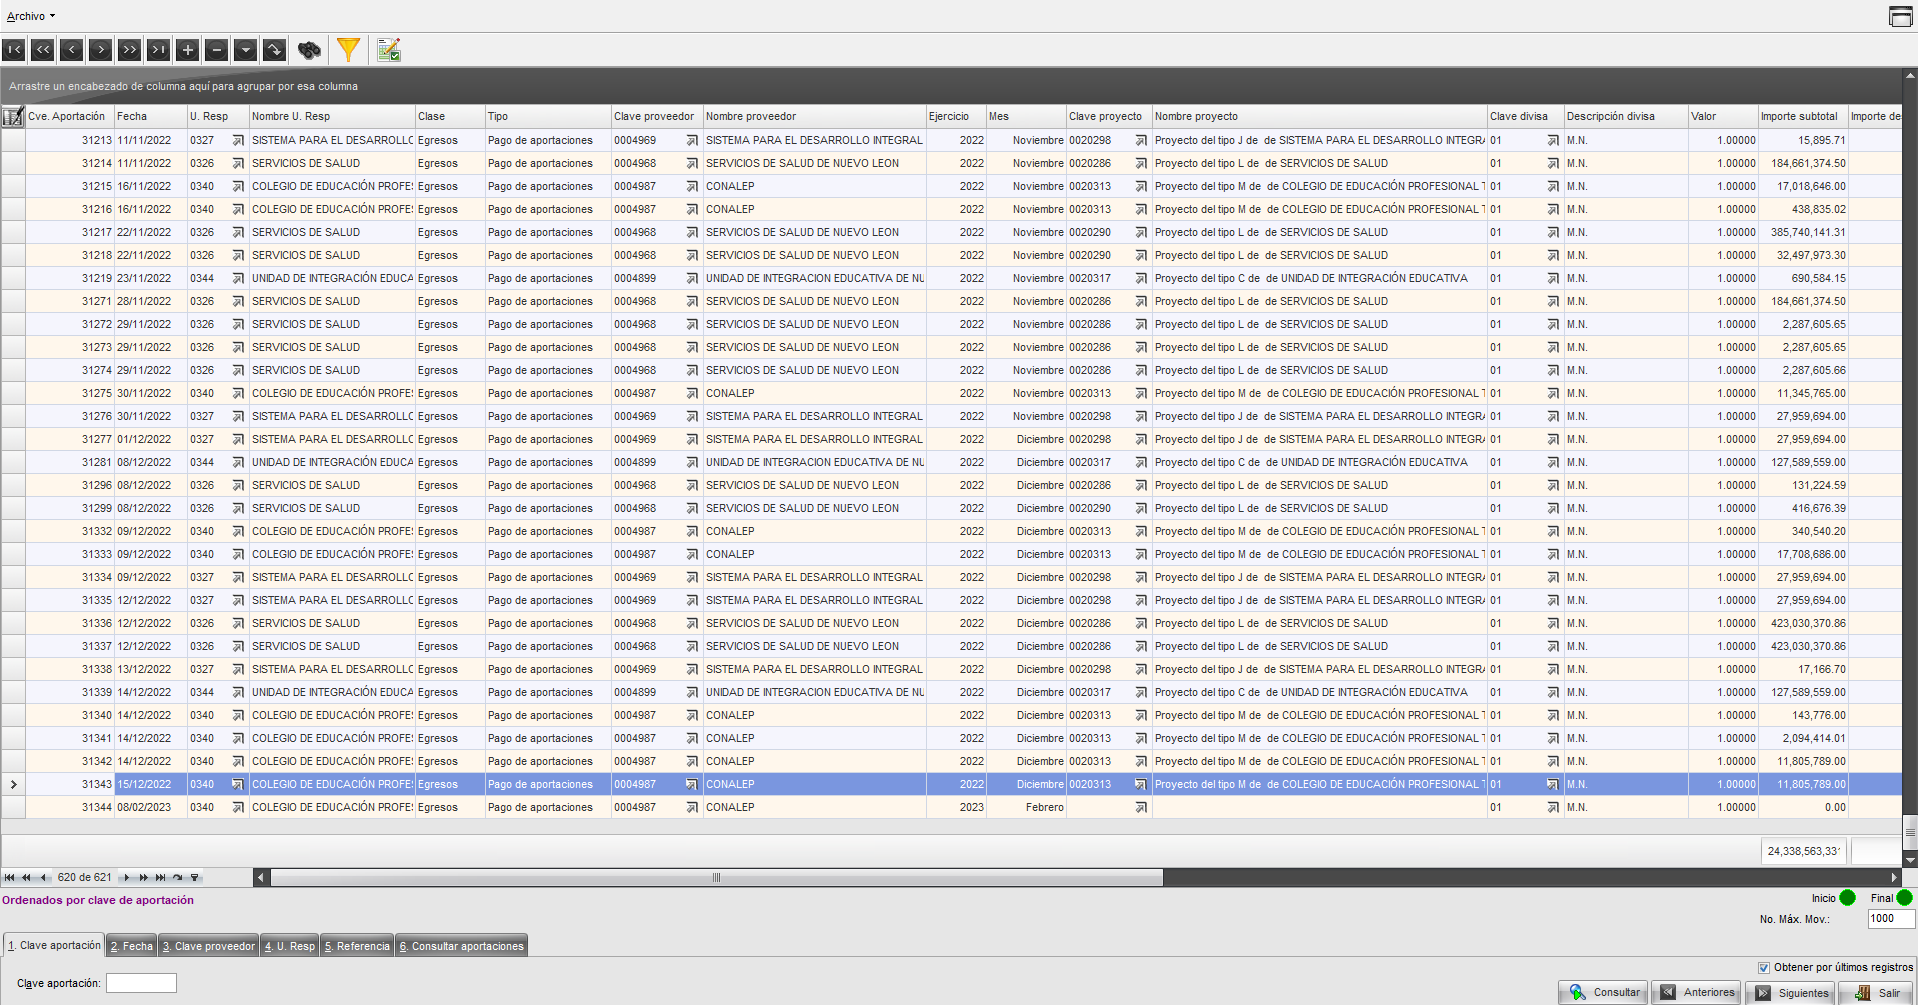 Archivo
Arrastre un encabezado de columna aquí para agrupar por esa columna
Cve. Aportación Fecha U. Resp Nombre U. Resp Clase Tipo Clave proveedor Nombre proveedor Ejercicio Mes Clave proyecto Nombre proyecto Clave divisa Descripción divisa Valor Importe subtotal Importe de
31213 11/11/2022 0327 SISTEMA PARA EL DESARROLLO Egresos Pago de aportaciones 0004969 SISTEMA PARA EL DESARROLLO INTEGRAL 2022 Noviembre 0020298 Proyecto del tipo J de de SISTEMA PARA EL DESARROLLO INTEGRA 01 M.N. 1.00000 15,895.71
31214 11/11/2022 0326 SERVICIOS DE SALUD Egresos Pago de aportaciones 0004968 SERVICIOS DE SALUD DE NUEVO LEON 2022 Noviembre 0020286 Proyecto del tipo L de de SERVICIOS DE SALUD 01 M.N. 1.00000 184,661,374.50
31215 16/11/2022 0340 COLEGIO DE EDUCACIÓN PROFES Egresos Pago de aportaciones 0004987 CONALEP 2022 Noviembre 0020313 Proyecto del tipo M de de COLEGIO DE EDUCACIÓN PROFESIONAL T 01 M.N. 1.00000 17,018,646.00
31216 16/11/2022 0340 COLEGIO DE EDUCACIÓN PROFES Egresos Pago de aportaciones 0004987 CONALEP 2022 Noviembre 0020313 Proyecto del tipo M de de COLEGIO DE EDUCACIÓN PROFESIONAL T 01 M.N. 1.00000 438,835.02
31217 22/11/2022 0326 SERVICIOS DE SALUD Egresos Pago de aportaciones 0004968 SERVICIOS DE SALUD DE NUEVO LEON 2022 Noviembre 0020290 Proyecto del tipo L de de SERVICIOS DE SALUD 01 M.N. 1.00000 385,740,141.31
31218 22/11/2022 0326 SERVICIOS DE SALUD Egresos Pago de aportaciones 0004968 SERVICIOS DE SALUD DE NUEVO LEON 2022 Noviembre 0020290 Proyecto del tipo L de de SERVICIOS DE SALUD 01 M.N. 1.00000 32,497,973.30
31219 23/11/2022 0344 UNIDAD DE INTEGRACIÓN EDUCA Egresos Pago de aportaciones 0004899 UNIDAD DE INTEGRACION EDUCATIVA DE NU 2022 Noviembre 0020317 Proyecto del tipo C de de UNIDAD DE INTEGRACIÓN EDUCATIVA 01 M.N. 1.00000 690,584.15
31271 28/11/2022 0326 SERVICIOS DE SALUD Egresos Pago de aportaciones 0004968 SERVICIOS DE SALUD DE NUEVO LEON 2022 Noviembre 0020286 Proyecto del tipo L de de SERVICIOS DE SALUD 01 M.N. 1.00000 184,661,374.50
31272 29/11/2022 0326 SERVICIOS DE SALUD Egresos Pago de aportaciones 0004968 SERVICIOS DE SALUD DE NUEVO LEON 2022 Noviembre 0020286 Proyecto del tipo L de de SERVICIOS DE SALUD 01 M.N. 1.00000 2,287,605.65
31273 29/11/2022 0326 SERVICIOS DE SALUD Egresos Pago de aportaciones 0004968 SERVICIOS DE SALUD DE NUEVO LEON 2022 Noviembre 0020286 Proyecto del tipo L de de SERVICIOS DE SALUD 01 M.N. 1.00000 2,287,605.65
31274 29/11/2022 0326 SERVICIOS DE SALUD Egresos Pago de aportaciones 0004968 SERVICIOS DE SALUD DE NUEVO LEON 2022 Noviembre 0020286 Proyecto del tipo L de de SERVICIOS DE SALUD 01 M.N. 1.00000 2,287,605.66
31275 30/11/2022 0340 COLEGIO DE EDUCACIÓN PROFES Egresos Pago de aportaciones 0004987 CONALEP 2022 Noviembre 0020313 Proyecto del tipo M de de COLEGIO DE EDUCACIÓN PROFESIONAL T 01 M.N. 1.00000 11,345,765.00
31276 30/11/2022 0327 SISTEMA PARA EL DESARROLLO Egresos Pago de aportaciones 0004969 SISTEMA PARA EL DESARROLLO INTEGRAL 2022 Noviembre 0020298 Proyecto del tipo J de de SISTEMA PARA EL DESARROLLO INTEGRA 01 M.N. 1.00000 27,959,694.00
31277 01/12/2022 0327 SISTEMA PARA EL DESARROLLO Egresos Pago de aportaciones 0004969 SISTEMA PARA EL DESARROLLO INTEGRAL 2022 Diciembre 0020298 Proyecto del tipo J de de SISTEMA PARA EL DESARROLLO INTEGRA 01 M.N. 1.00000 27,959,694.00
31281 08/12/2022 0344 UNIDAD DE INTEGRACIÓN EDUCA Egresos Pago de aportaciones 0004899 UNIDAD DE INTEGRACION EDUCATIVA DE NU 2022 Diciembre 0020317 Proyecto del tipo C de de UNIDAD DE INTEGRACIÓN EDUCATIVA 01 M.N. 1.00000 127,589,559.00
31296 08/12/2022 0326 SERVICIOS DE SALUD Egresos Pago de aportaciones 0004968 SERVICIOS DE SALUD DE NUEVO LEON 2022 Diciembre 0020286 Proyecto del tipo L de de SERVICIOS DE SALUD 01 M.N. 1.00000 131,224.59
31299 08/12/2022 0326 SERVICIOS DE SALUD Egresos Pago de aportaciones 0004968 SERVICIOS DE SALUD DE NUEVO LEON 2022 Diciembre 0020290 Proyecto del tipo L de de SERVICIOS DE SALUD 01 M.N. 1.00000 416,676.39
31332 09/12/2022 0340 COLEGIO DE EDUCACIÓN PROFES Egresos Pago de aportaciones 0004987 CONALEP 2022 Diciembre 0020313 Proyecto del tipo M de de COLEGIO DE EDUCACIÓN PROFESIONAL T 01 M.N. 1.00000 340,540.20
31333 09/12/2022 0340 COLEGIO DE EDUCACIÓN PROFES Egresos Pago de aportaciones 0004987 CONALEP 2022 Diciembre 0020313 Proyecto del tipo M de de COLEGIO DE EDUCACIÓN PROFESIONAL T 01 M.N. 1.00000 17,708,686.00
31334 09/12/2022 0327 SISTEMA PARA EL DESARROLLO Egresos Pago de aportaciones 0004969 SISTEMA PARA EL DESARROLLO INTEGRAL 2022 Diciembre 0020298 Proyecto del tipo J de de SISTEMA PARA EL DESARROLLO INTEGRA 01 M.N. 1.00000 27,959,694.00
31335 12/12/2022 0327 SISTEMA PARA EL DESARROLLO Egresos Pago de aportaciones 0004969 SISTEMA PARA EL DESARROLLO INTEGRAL 2022 Diciembre 0020298 Proyecto del tipo J de de SISTEMA PARA EL DESARROLLO INTEGRA 01 M.N. 1.00000 27,959,694.00
31336 12/12/2022 0326 SERVICIOS DE SALUD Egresos Pago de aportaciones 0004968 SERVICIOS DE SALUD DE NUEVO LEON 2022 Diciembre 0020286 Proyecto del tipo L de de SERVICIOS DE SALUD 01 M.N. 1.00000 423,030,370.86
31337 12/12/2022 0326 SERVICIOS DE SALUD Egresos Pago de aportaciones 0004968 SERVICIOS DE SALUD DE NUEVO LEON 2022 Diciembre 0020286 Proyecto del tipo L de de SERVICIOS DE SALUD 01 M.N. 1.00000 423,030,370.86
31338 13/12/2022 0327 SISTEMA PARA EL DESARROLLO Egresos Pago de aportaciones 0004969 SISTEMA PARA EL DESARROLLO INTEGRAL 2022 Diciembre 0020298 Proyecto del tipo J de de SISTEMA PARA EL DESARROLLO INTEGRA 01 M.N. 1.00000 17,166.70
31339 14/12/2022 0344 UNIDAD DE INTEGRACIÓN EDUCA Egresos Pago de aportaciones 0004899 UNIDAD DE INTEGRACION EDUCATIVA DE NU 2022 Diciembre 0020317 Proyecto del tipo C de de UNIDAD DE INTEGRACIÓN EDUCATIVA 01 M.N. 1.00000 127,589,559.00
31340 14/12/2022 0340 COLEGIO DE EDUCACIÓN PROFES Egresos Pago de aportaciones 0004987 CONALEP 2022 Diciembre 0020313 Proyecto del tipo M de de COLEGIO DE EDUCACIÓN PROFESIONAL T 01 M.N. 1.00000 143,776.00
31341 14/12/2022 0340 COLEGIO DE EDUCACIÓN PROFES Egresos Pago de aportaciones 0004987 CONALEP 2022 Diciembre 0020313 Proyecto del tipo M de de COLEGIO DE EDUCACIÓN PROFESIONAL T 01 M.N. 1.00000 2,094,414.01
31342 14/12/2022 0340 COLEGIO DE EDUCACIÓN PROFES Egresos Pago de aportaciones 0004987 CONALEP 2022 Diciembre 0020313 Proyecto del tipo M de de COLEGIO DE EDUCACIÓN PROFESIONAL T 01 M.N. 1.00000 11,805,789.00
31343 15/12/2022 0340 COLEGIO DE EDUCACIÓN PROFES Egresos Pago de aportaciones 0004987 CONALEP 2022 Diciembre 0020313 Proyecto del tipo M de de COLEGIO DE EDUCACIÓN PROFESIONAL T 01 M.N. 1.00000 11,805,789.00
31344 08/02/2023 0340 COLEGIO DE EDUCACIÓN PROFES Egresos Pago de aportaciones 0004987 CONALEP 2023 Febrero 01 M.N. 1.00000 0.00
24,338,563,33
620 de 621
Ordenados por clave de aportación
Inicio Final
No. Máx. Mov.: 1000
1. Clave aportación 2. Fecha 3. Clave proveedor 4. U. Resp 5. Referencia 6. Consultar aportaciones
Obtener por últimos registros
Clave aportación:
Consultar Anteriores Siguientes Salir